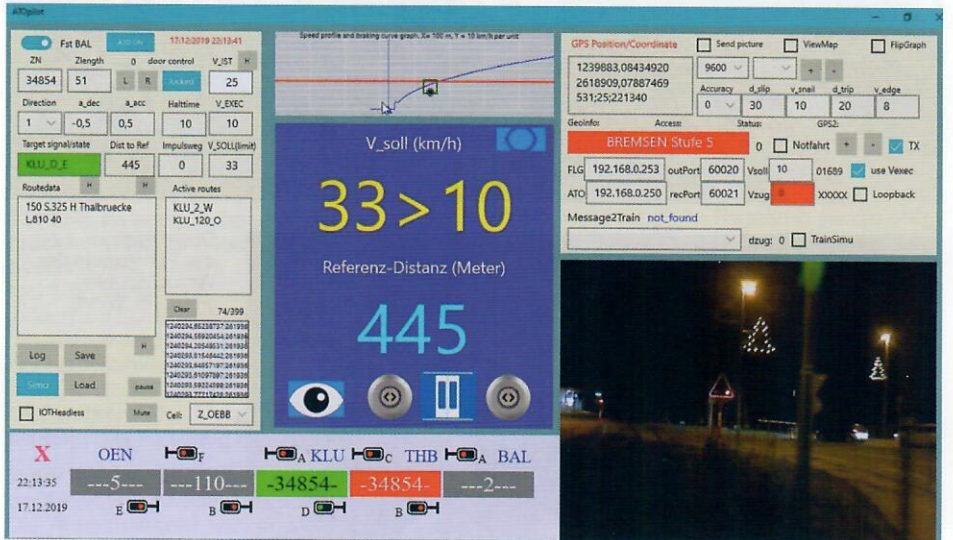 ATOpilot
Fst BAL ATO ON 17/12/2019 22:13:41
ZN Zlength 0 door control V_IST H
34854 51 L R locked 25
Direction a_dec a_acc Halttime V_EXEC
1 -0,5 0,5 10 10
Target signal/state Dist to Ref Impulsweg V_SOLL(limit)
KLU_D_E 445 0 33
Routedata H H Active routes
150 S.325 H Thalbruecke
L.810 40
KLU_2_W
KLU_120_O
Clear 74/399
Log Save H
Simu Load pause
IOTHeadless Mute Cell: Z_OEBB
Speed profile and braking curve graph, X= 100 m, Y = 10 km/h per unit
V_soll (km/h)
33>10
Referenz-Distanz (Meter)
445
GPS Position/Coordinate Send picture ViewMap FlipGraph
1239883,08434920
2618909,07887469
531;25;221340
9600 + -
Accuracy d_slip v_snail d_trip v_edge
0 30 10 20 8
Geoinfo: Access: Status: GPS2:
BREMSEN Stufe 5 0 Notfahrt + - TX
FLG 192.168.0.253 outPort 60020 Vsoll 10 01689 use Vexec
ATO 192.168.0.250 recPort 60021 Vzug XXXXX Loopback
Message2Train not_found
dzug: 0 TrainSimu
X OEN F A KLU C THB A BAL
22:13:35 ---5--- ---110--- -34854- -34854- ---2---
17.12.2019 E B D B